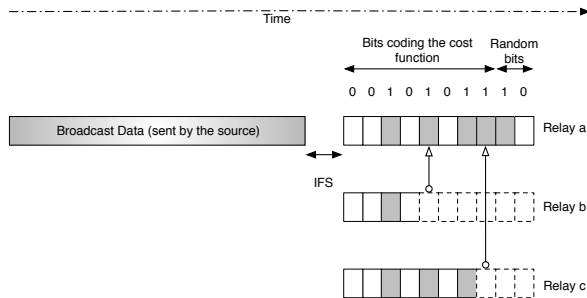 Time
Bits coding the cost
function
Random
bits
0 0 1 0 1 0 1 1 1 0
Broadcast Data (sent by the source)
Relay a
IFS
Relay b
Relay c